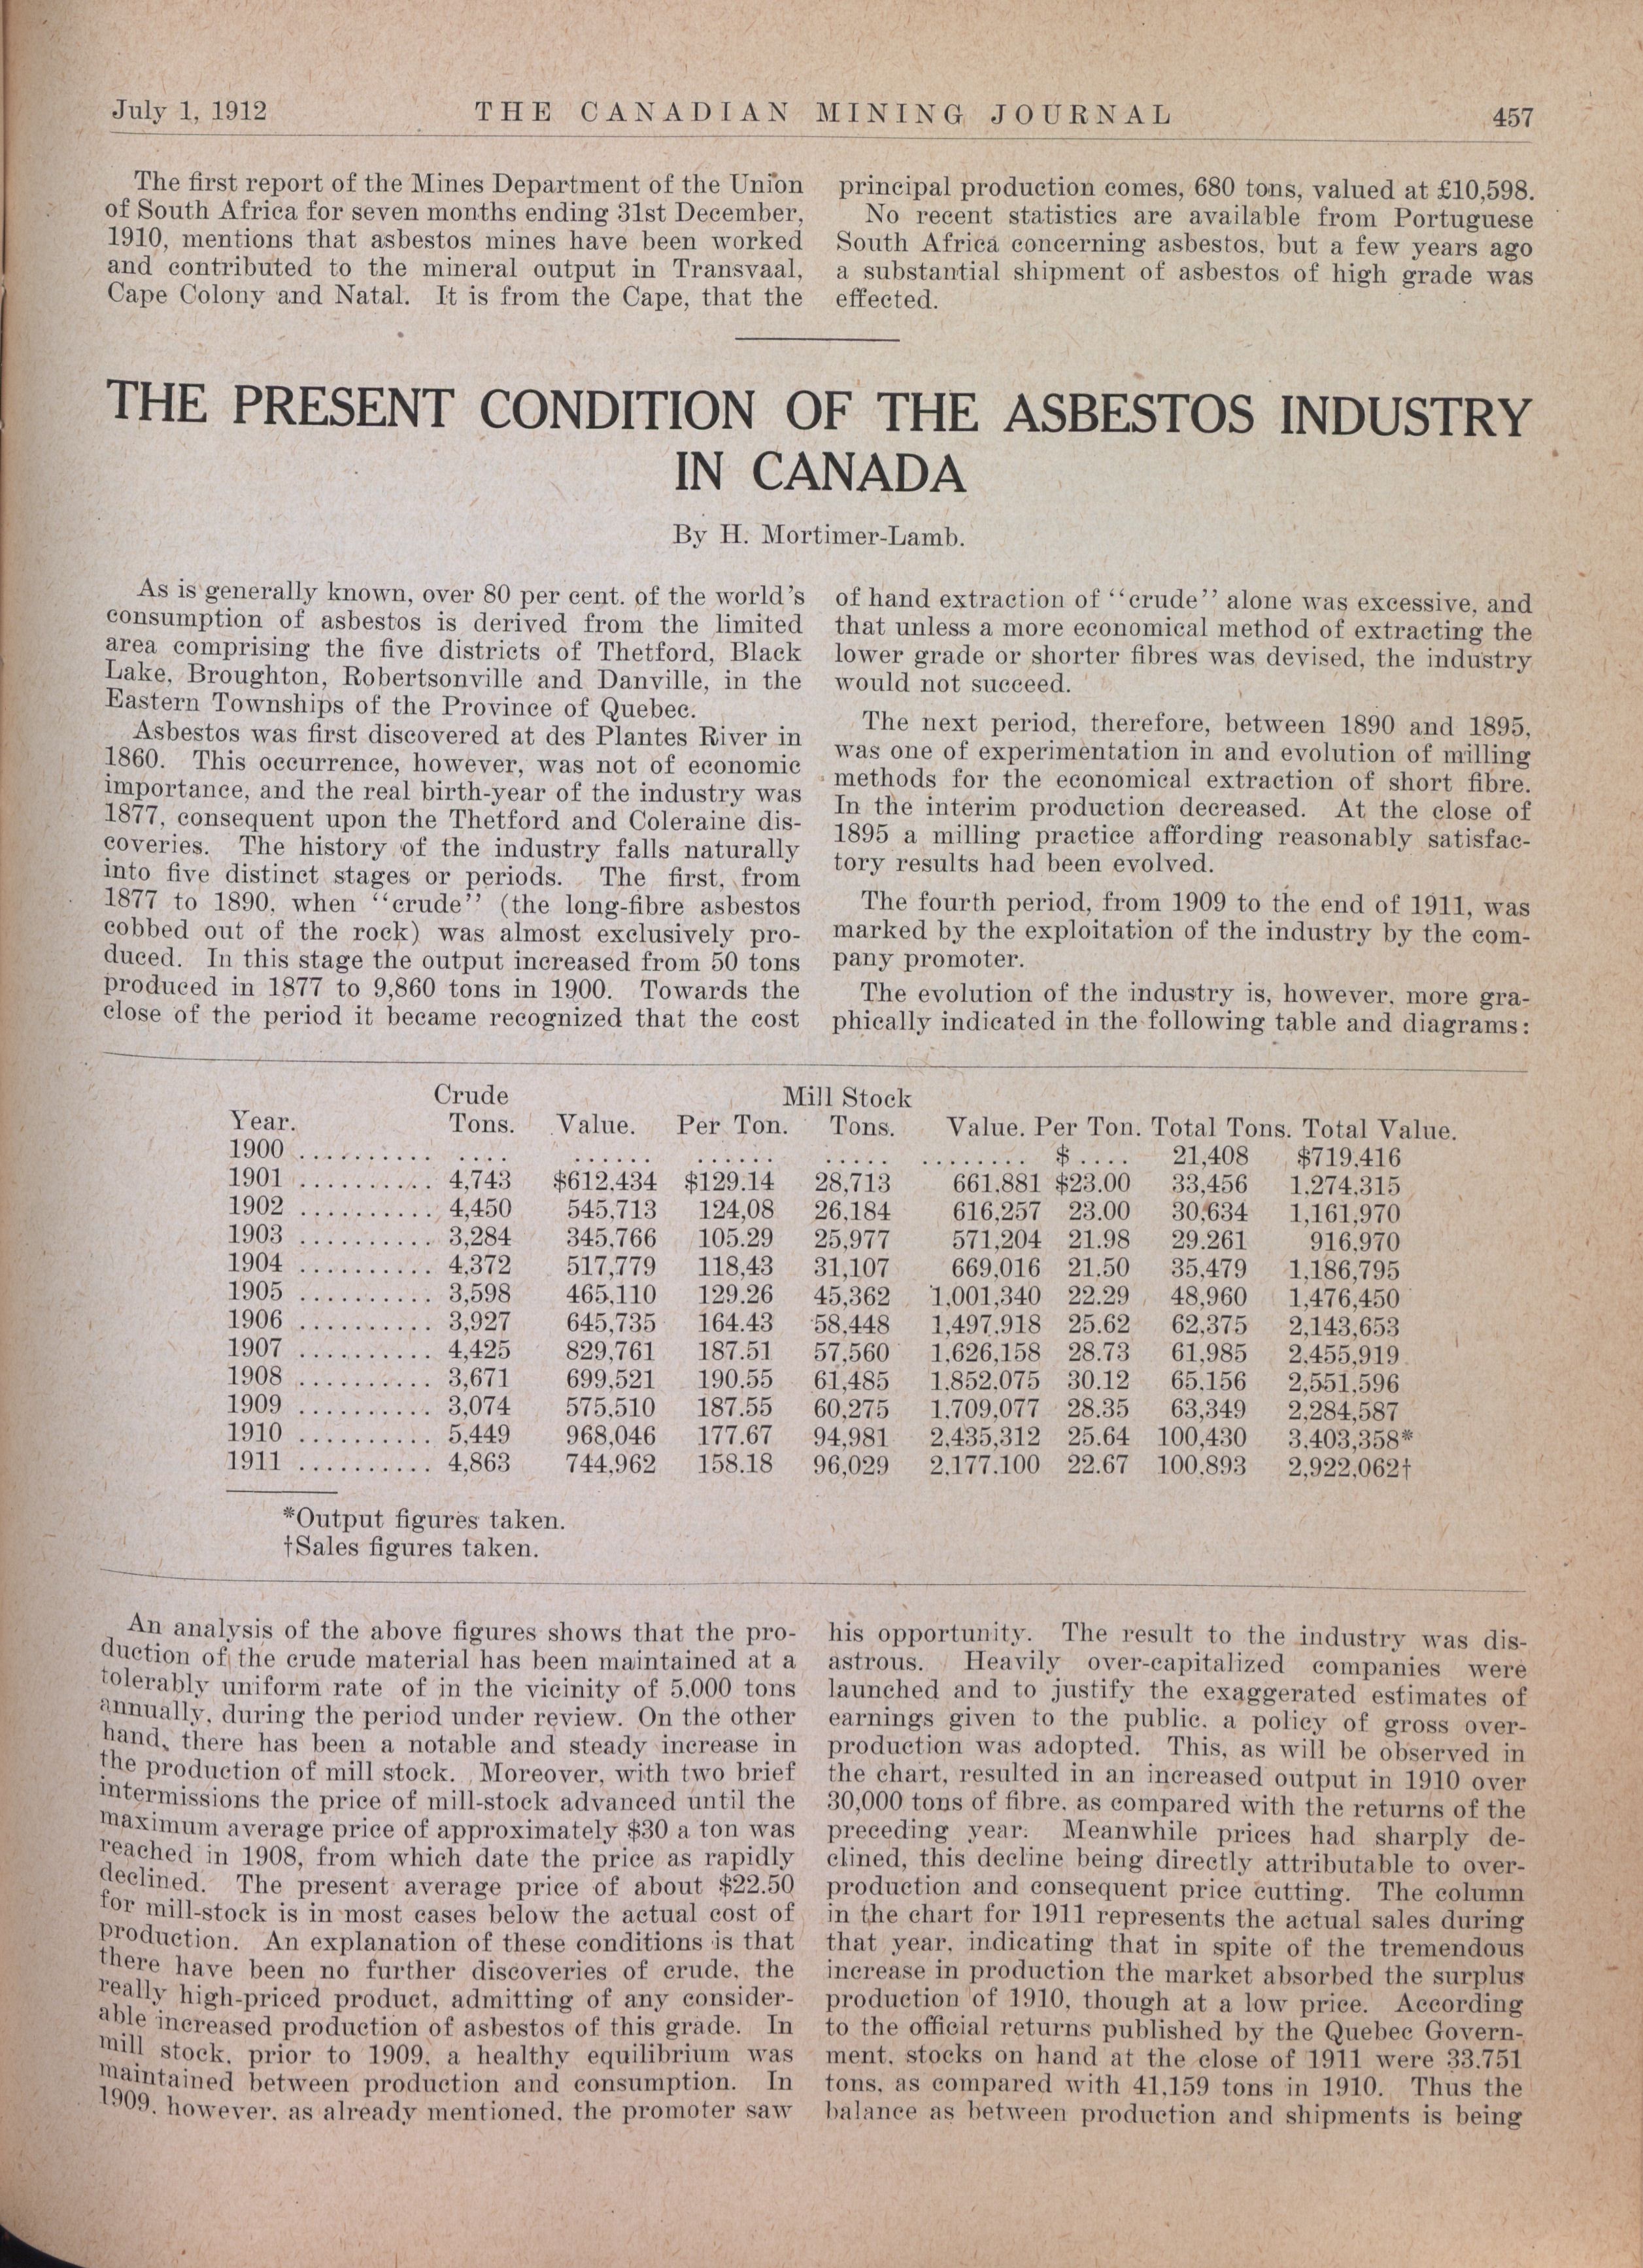 July 1, 1912 THE CANADIAN MINING JOURNAL 457
The first report of the Mines Department of the Union
of South Africa for seven months ending 31st December,
1910, mentions that asbestos mines have been worked
and contributed to the mineral output in Transvaal,
Cape Colony and Natal. It is from the Cape, that the
principal production comes, 680 tons, valued at £10,598.
No recent statistics are available from Portuguese
South Africa concerning asbestos, but a few years ago
a substantial shipment of asbestos of high grade was
effected.
THE PRESENT CONDITION OF THE ASBESTOS INDUSTRY
IN CANADA
By H. Mortimer-Lamb.
As is generally known, over 80 per cent. of the world's
consumption of asbestos is derived from the limited
area comprising the five districts of Thetford, Black
Lake, Broughton, Robertsonville and Danville, in the
Eastern Townships of the Province of Quebec.
Asbestos was first discovered at des Plantes River in
1860. This occurrence, however, was not of economic
importance, and the real birth-year of the industry was
1877, consequent upon the Thetford and Coleraine dis-
coveries. The history of the industry falls naturally
into five distinct stages or periods. The first, from
1877 to 1890, when ‘‘crude’’ (the long-fibre asbestos
cobbed out of the rock) was almost exclusively pro-
duced. In this stage the output increased from 50 tons
produced in 1877 to 9,860 tons in 1900. Towards the
close of the period it became recognized that the cost
of hand extraction of ‘‘crude’’ alone was excessive, and
that unless a more economical method of extracting the
lower grade or shorter fibres was devised, the industry
would not succeed.
The next period, therefore, between 1890 and 1895,
was one of experimentation in and evolution of milling
methods for the economical extraction of short fibre.
In the interim production decreased. At the close of
1895 a milling practice affording reasonably satisfac-
tory results had been evolved.
The fourth period, from 1909 to the end of 1911, was
marked by the exploitation of the industry by the com-
pany promoter.
The evolution of the industry is, however, more gra-
phically indicated in the following table and diagrams:
Crude Mill Stock
Year. Tons. Value. Per Ton. Tons. Value. Per Ton. Total Tons. Total Value.
1900 .......... .... ...... ...... ..... ........ $.... 21,408 $719,416
1901 .......... 4,743 $612,434 $129.14 28,713 661,881 $23.00 33,456 1,274,315
1902 .......... 4,450 545,713 124,08 26,184 616,257 23.00 30,634 1,161,970
1903 .......... 3,284 345,766 105.29 25,977 571,204 21.98 29.261 916,970
1904 .......... 4,372 517,779 118,43 31,107 669,016 21.50 35,479 1,186,795
1905 .......... 3,598 465,110 129.26 45,362 1,001,340 22.29 48,960 1,476,450
1906 .......... 3,927 645,735 164.43 58,448 1,497,918 25.62 62,375 2,143,653
1907 .......... 4,425 829,761 187.51 57,560 1,626,158 28.73 61,985 2,455,919
1908 .......... 3,671 699,521 190.55 61,485 1,852,075 30.12 65,156 2,551,596
1909 .......... 3,074 575,510 187.55 60,275 1,709,077 28.35 63,349 2,284,587
1910 .......... 5,449 968,046 177.67 94,981 2,435,312 25.64 100,430 3,403,358*
1911 .......... 4,863 744,962 158.18 96,029 2,177,100 22.67 100,893 2,922,062†
*Output figures taken.
†Sales figures taken.
An analysis of the above figures shows that the pro-
duction of the crude material has been maintained at a
tolerably uniform rate of in the vicinity of 5,000 tons
annually, during the period under review. On the other
hand, there has been a notable and steady increase in
the production of mill stock. Moreover, with two brief
intermissions the price of mill-stock advanced until the
maximum average price of approximately $30 a ton was
reached in 1908, from which date the price as rapidly
declined. The present average price of about $22.50
for mill-stock is in most cases below the actual cost of
production. An explanation of these conditions is that
there have been no further discoveries of crude, the
really high-priced product, admitting of any consider-
able increased production of asbestos of this grade. In
mill stock, prior to 1909, a healthy equilibrium was
maintained between production and consumption. In
1909, however, as already mentioned, the promoter saw
his opportunity. The result to the industry was dis-
astrous. Heavily over-capitalized companies were
launched and to justify the exaggerated estimates of
earnings given to the public, a policy of gross over-
production was adopted. This, as will be observed in
the chart, resulted in an increased output in 1910 over
30,000 tons of fibre, as compared with the returns of the
preceding year. Meanwhile prices had sharply de-
clined, this decline being directly attributable to over-
production and consequent price cutting. The column
in the chart for 1911 represents the actual sales during
that year, indicating that in spite of the tremendous
increase in production the market absorbed the surplus
production of 1910, though at a low price. According
to the official returns published by the Quebec Govern-
ment, stocks on hand at the close of 1911 were 33,751
tons, as compared with 41,159 tons in 1910. Thus the
balance as between production and shipments is being